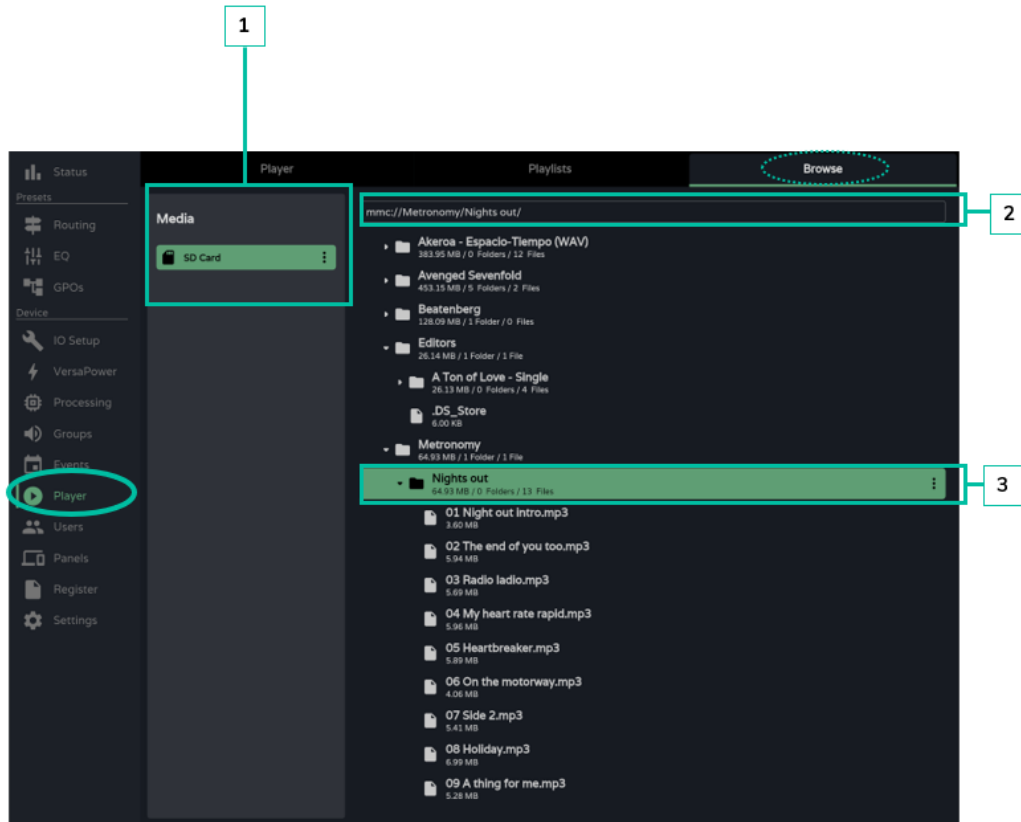 1
Status
Presets
Routing
EQ
GPOs
Device
IO Setup
VersaPower
Processing
Groups
Events
Player
Users
Panels
Register
Settings
Player
Playlists
Browse
Media
SD Card
mmc://Metronomy/Nights out/
2
Akeroa - Espacio-Tiempo (WAV)
383.95 MB / 0 Folders / 12 Files
Avenged Sevenfold
453.15 MB / 5 Folders / 2 Files
Beatenberg
128.09 MB / 1 Folder / 0 Files
Editors
26.14 MB / 1 Folder / 1 File
A Ton of Love - Single
26.13 MB / 0 Folders / 4 Files
.DS_Store
6.00 KB
Metronomy
64.93 MB / 1 Folder / 1 File
Nights out
64.93 MB / 0 Folders / 13 Files
3
01 Night out intro.mp3
3.60 MB
02 The end of you too.mp3
5.94 MB
03 Radio ladio.mp3
5.69 MB
04 My heart rate rapid.mp3
5.96 MB
05 Heartbreaker.mp3
5.89 MB
06 On the motorway.mp3
4.06 MB
07 Side 2.mp3
5.41 MB
08 Holiday.mp3
6.99 MB
09 A thing for me.mp3
5.28 MB